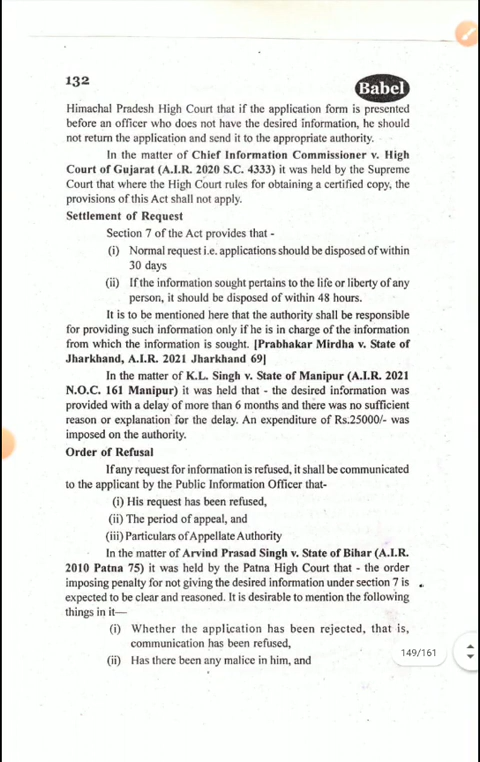 132
Babel
Himachal Pradesh High Court that if the application form is presented
before an officer who does not have the desired information, he should
not return the application and send it to the appropriate authority.
In the matter of Chief Information Commissioner v. High
Court of Gujarat (A.I.R. 2020 S.C. 4333) it was held by the Supreme
Court that where the High Court rules for obtaining a certified copy, the
provisions of this Act shall not apply.
Settlement of Request
Section 7 of the Act provides that -
(i) Normal request i.e. applications should be disposed of within
30 days
(ii) If the information sought pertains to the life or liberty of any
person, it should be disposed of within 48 hours.
It is to be mentioned here that the authority shall be responsible
for providing such information only if he is in charge of the information
from which the information is sought. [Prabhakar Mirdha v. State of
Jharkhand, A.I.R. 2021 Jharkhand 69]
In the matter of K.L. Singh v. State of Manipur (A.I.R. 2021
N.O.C. 161 Manipur) it was held that - the desired information was
provided with a delay of more than 6 months and there was no sufficient
reason or explanation for the delay. An expenditure of Rs.25000/- was
imposed on the authority.
Order of Refusal
If any request for information is refused, it shall be communicated
to the applicant by the Public Information Officer that-
(i) His request has been refused,
(ii) The period of appeal, and
(iii) Particulars of Appellate Authority
In the matter of Arvind Prasad Singh v. State of Bihar (A.I.R.
2010 Patna 75) it was held by the Patna High Court that - the order
imposing penalty for not giving the desired information under section 7 is
expected to be clear and reasoned. It is desirable to mention the following
things in it—
(i) Whether the application has been rejected, that is,
communication has been refused,
(ii) Has there been any malice in him, and
149/161